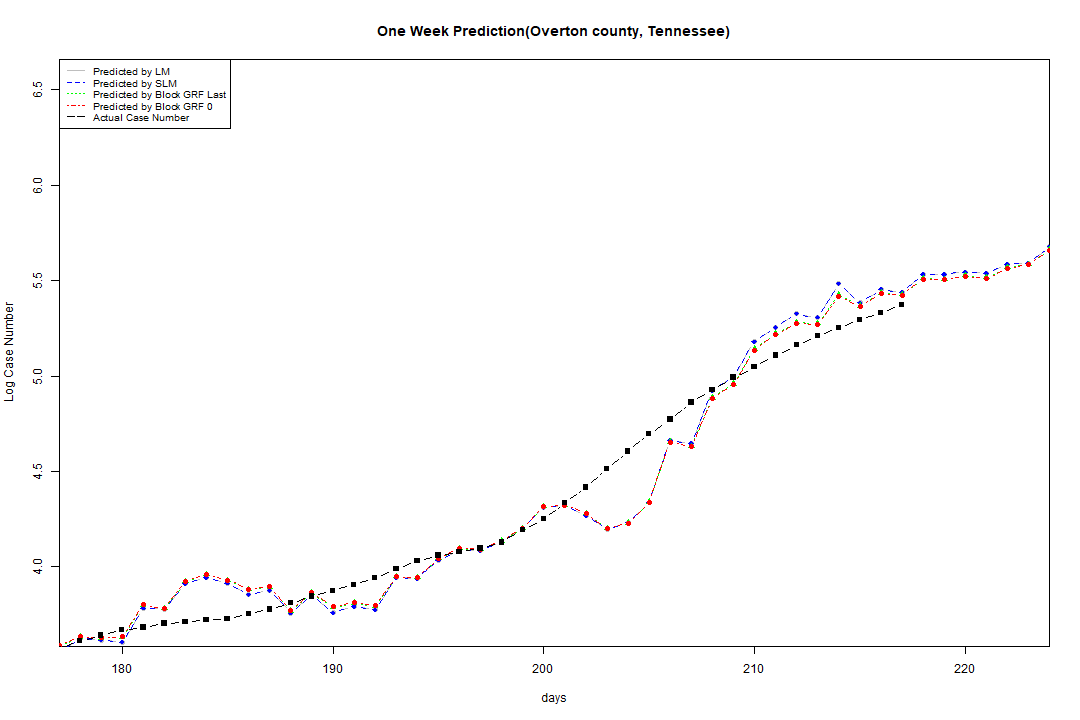 One Week Prediction(Overton county, Tennessee)
Predicted by LM
Predicted by SLM
Predicted by Block GRF Last
Predicted by Block GRF 0
Actual Case Number
Log Case Number
6.5
6.0
5.5
5.0
4.5
4.0
180 190 200 210 220
days